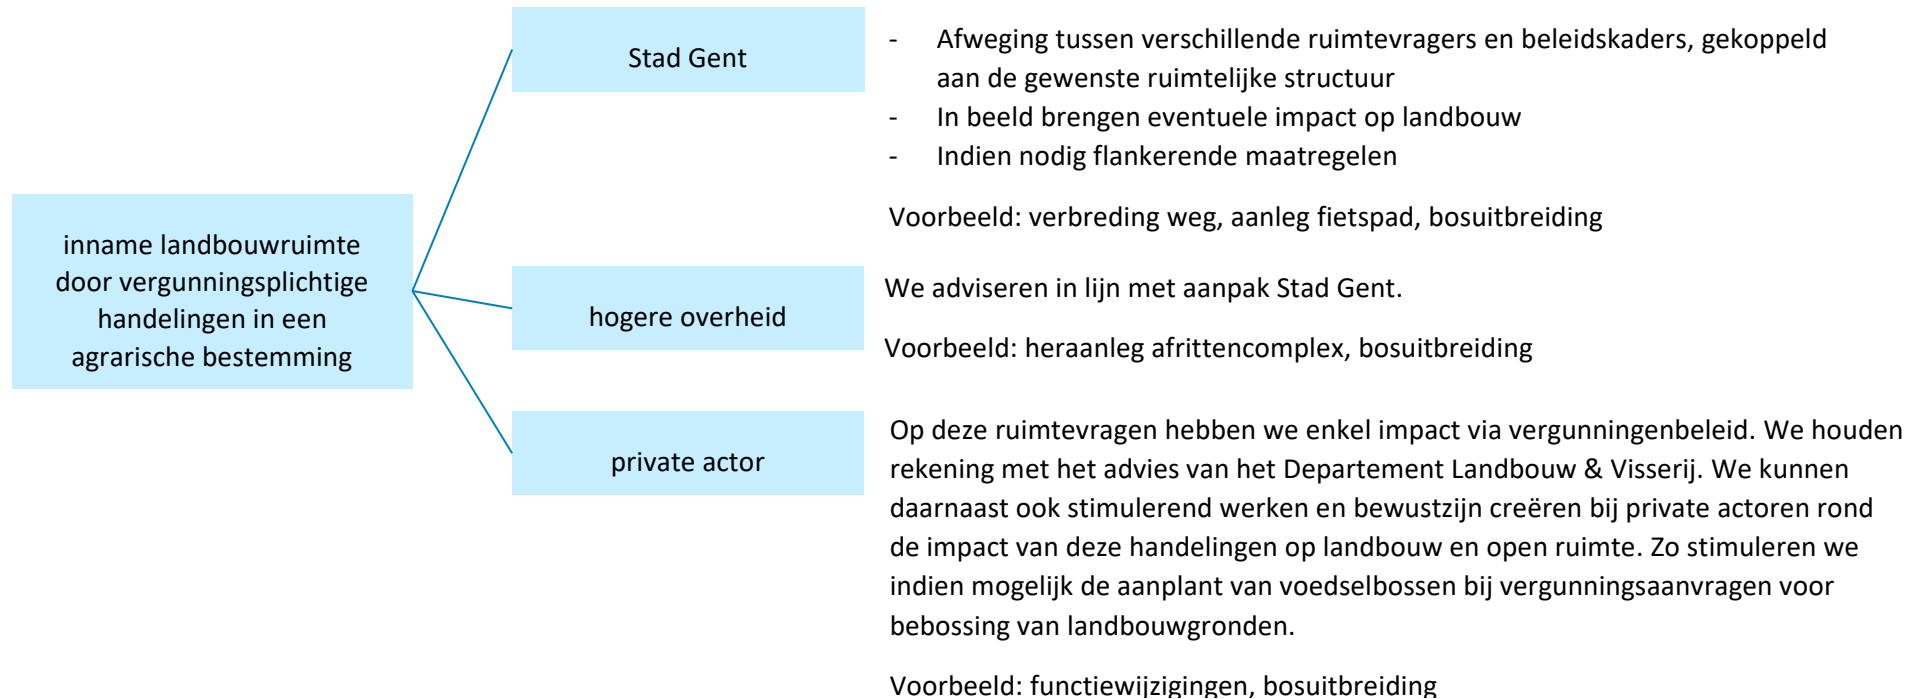 inname landbouwruimte
door vergunningsplichtige
handelingen in een
agrarische bestemming
Stad Gent
- Afweging tussen verschillende ruimtevragers en beleidskaders, gekoppeld
aan de gewenste ruimtelijke structuur
- In beeld brengen eventuele impact op landbouw
- Indien nodig flankerende maatregelen
Voorbeeld: verbreding weg, aanleg fietspad, bosuitbreiding
hogere overheid
We adviseren in lijn met aanpak Stad Gent.
Voorbeeld: heraanleg afrittencomplex, bosuitbreiding
private actor
Op deze ruimtevragen hebben we enkel impact via vergunningenbeleid. We houden
rekening met het advies van het Departement Landbouw & Visserij. We kunnen
daarnaast ook stimulerend werken en bewustzijn creëren bij private actoren rond
de impact van deze handelingen op landbouw en open ruimte. Zo stimuleren we
indien mogelijk de aanplant van voedselbossen bij vergunningsaanvragen voor
bebossing van landbouwgronden.
Voorbeeld: functiewijzigingen, bosuitbreiding